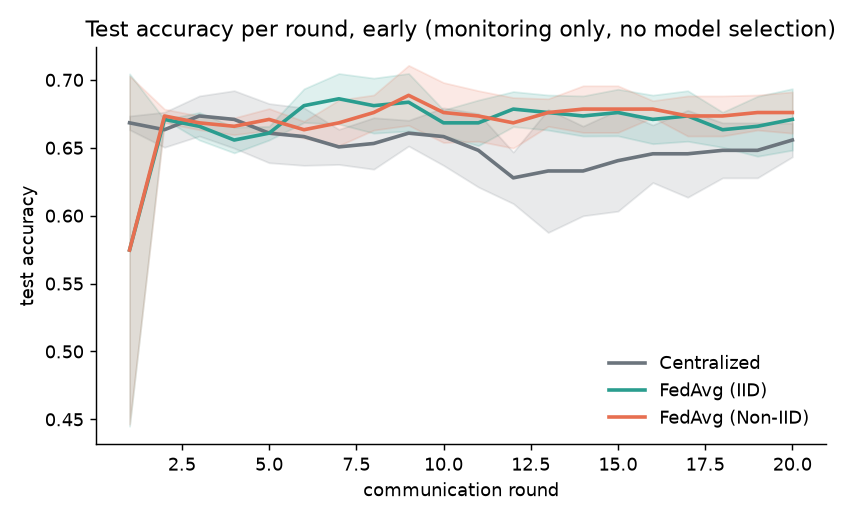 Test accuracy per round, early (monitoring only, no model selection)
test accuracy
0.70
0.65
0.60
0.55
0.50
0.45
Centralized
FedAvg (IID)
FedAvg (Non-IID)
2.5 5.0 7.5 10.0 12.5 15.0 17.5 20.0
communication round